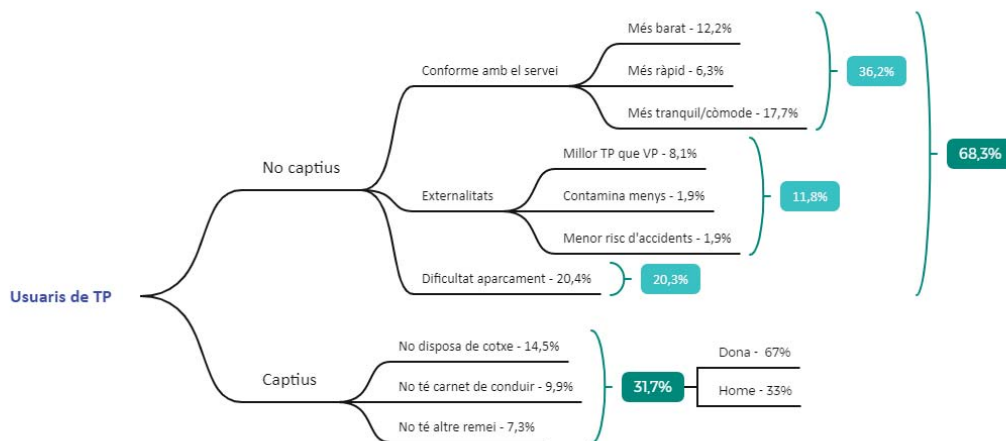 Usuaris de TP
No captius
Conforme amb el servei
Més barat - 12,2%
Més ràpid - 6,3%
Més tranquil/còmode - 17,7%
36,2%
Externalitats
Millor TP que VP - 8,1%
Contamina menys - 1,9%
Menor risc d'accidents - 1,9%
11,8%
Dificultat aparcament - 20,4%
20,3%
68,3%
Captius
No disposa de cotxe - 14,5%
No té carnet de conduir - 9,9%
No té altre remei - 7,3%
31,7%
Dona - 67%
Home - 33%